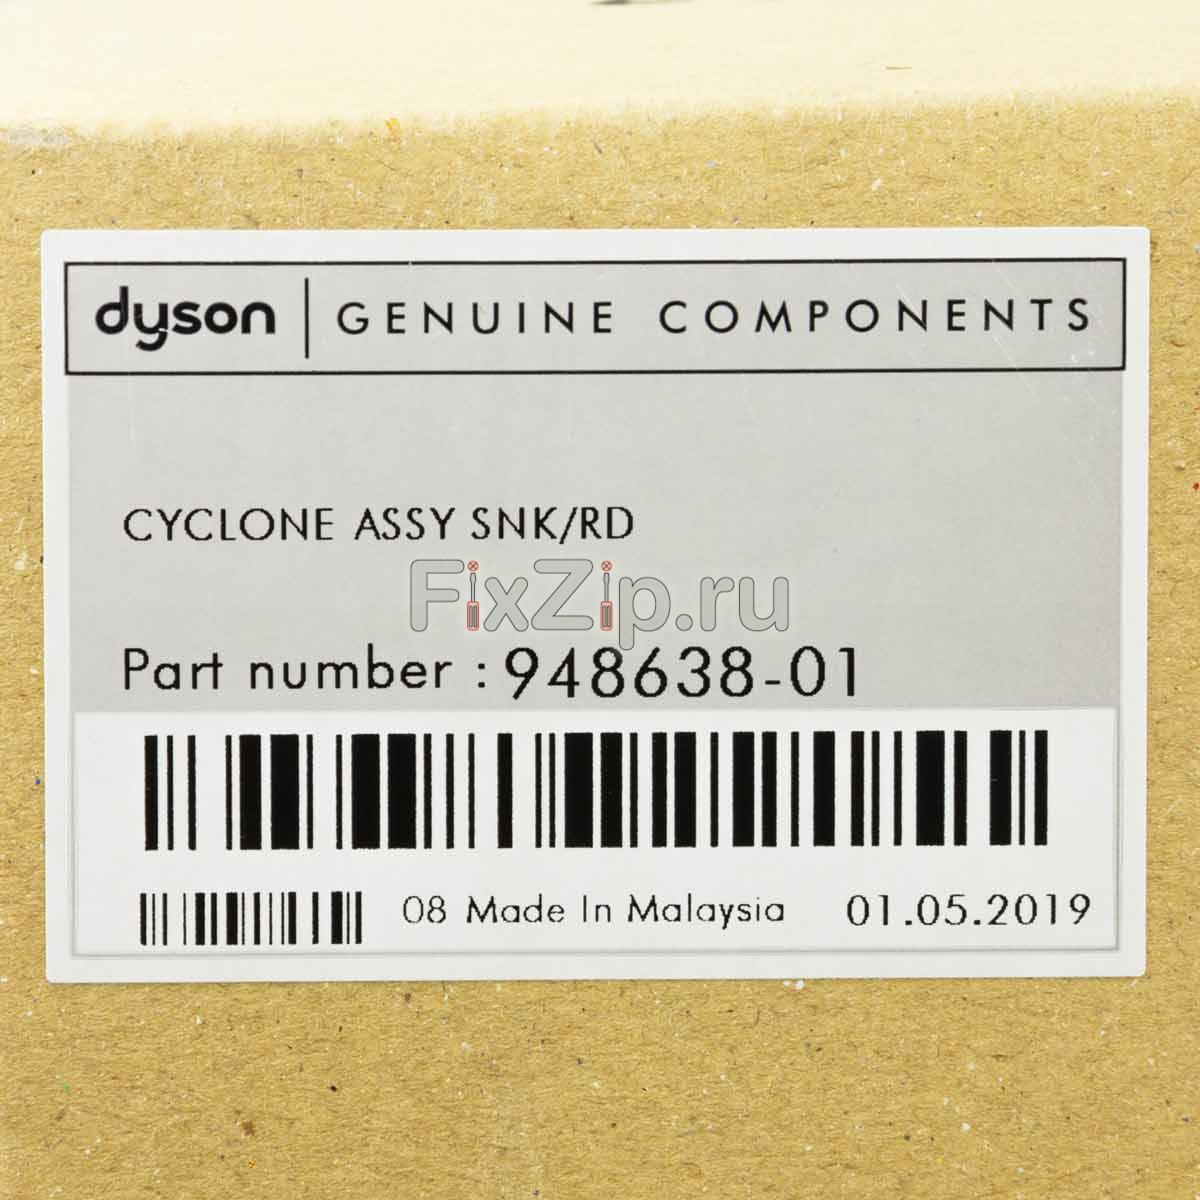 dyson GENUINE COMPONENTS
CYCLONE ASSY SNK/RD
FixZip.ru
Part number : 948638-01
08 Made In Malaysia 01.05.2019